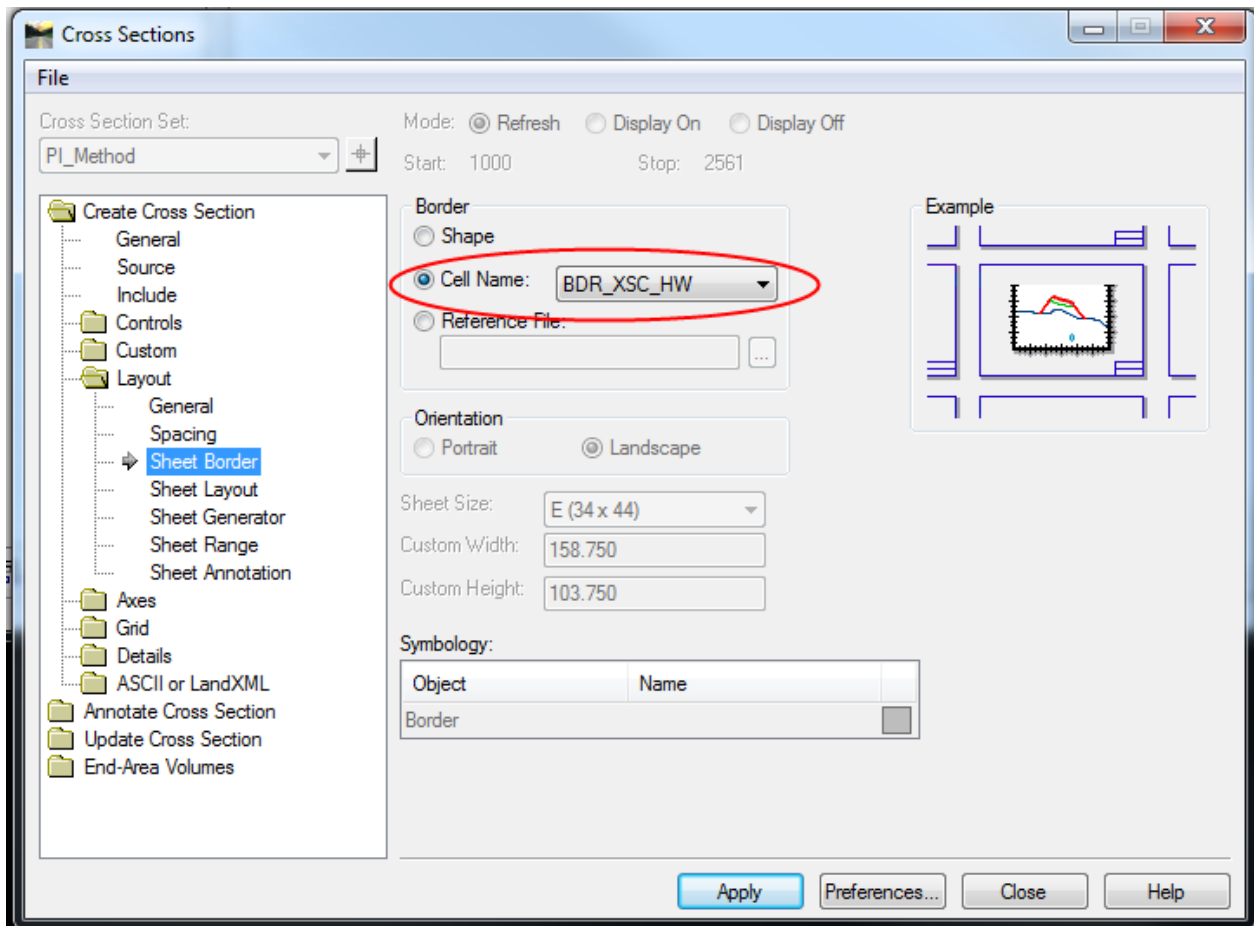 Cross Sections
File
Cross Section Set:
PI_Method
Mode: Refresh Display On Display Off
Start: 1000 Stop: 2561
Create Cross Section
General
Source
Include
Controls
Custom
Layout
General
Spacing
Sheet Border
Sheet Layout
Sheet Generator
Sheet Range
Sheet Annotation
Axes
Grid
Details
ASCII or LandXML
Annotate Cross Section
Update Cross Section
End-Area Volumes
Border
Shape
Cell Name: BDR_XSC_HW
Reference File:
...
Orientation
Portrait Landscape
Sheet Size: E (34 x 44)
Custom Width: 158.750
Custom Height: 103.750
Symbology:
Object Name
Border
Example
Apply Preferences... Close Help